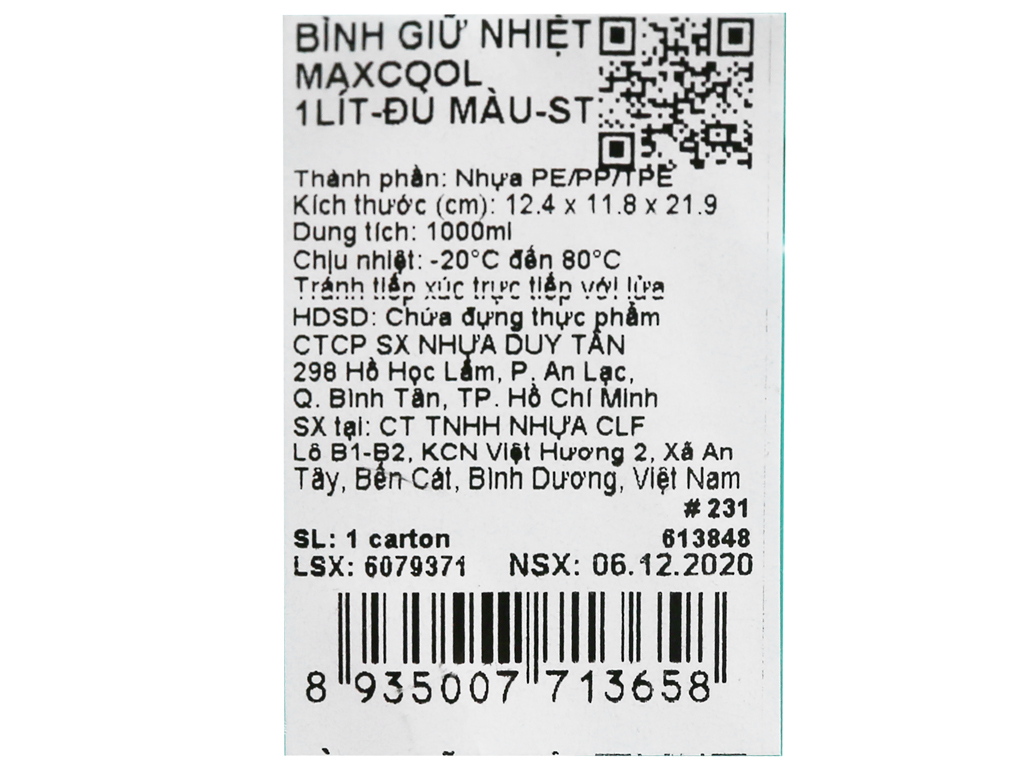 BÌNH GIỮ NHIỆT
MAXCOOL
1LÍT-ĐỦ MÀU-ST
Thành phần: Nhựa PE/PP/TPE
Kích thước (cm): 12.4 x 11.8 x 21.9
Dung tích: 1000ml
Chịu nhiệt: -20°C đến 80°C
Tránh tiếp xúc trực tiếp với lửa
HDSD: Chứa đựng thực phẩm
CTCP SX NHỰA DUY TÂN
298 Hồ Học Lãm, P. An Lạc,
Q. Bình Tân, TP. Hồ Chí Minh
SX tại: CT TNHH NHỰA CLF
Lô B1-B2, KCN Việt Hương 2, Xã An
Tây, Bến Cát, Bình Dương, Việt Nam
# 231
SL: 1 carton 613848
LSX: 6079371 NSX: 06.12.2020
8 935007 713658